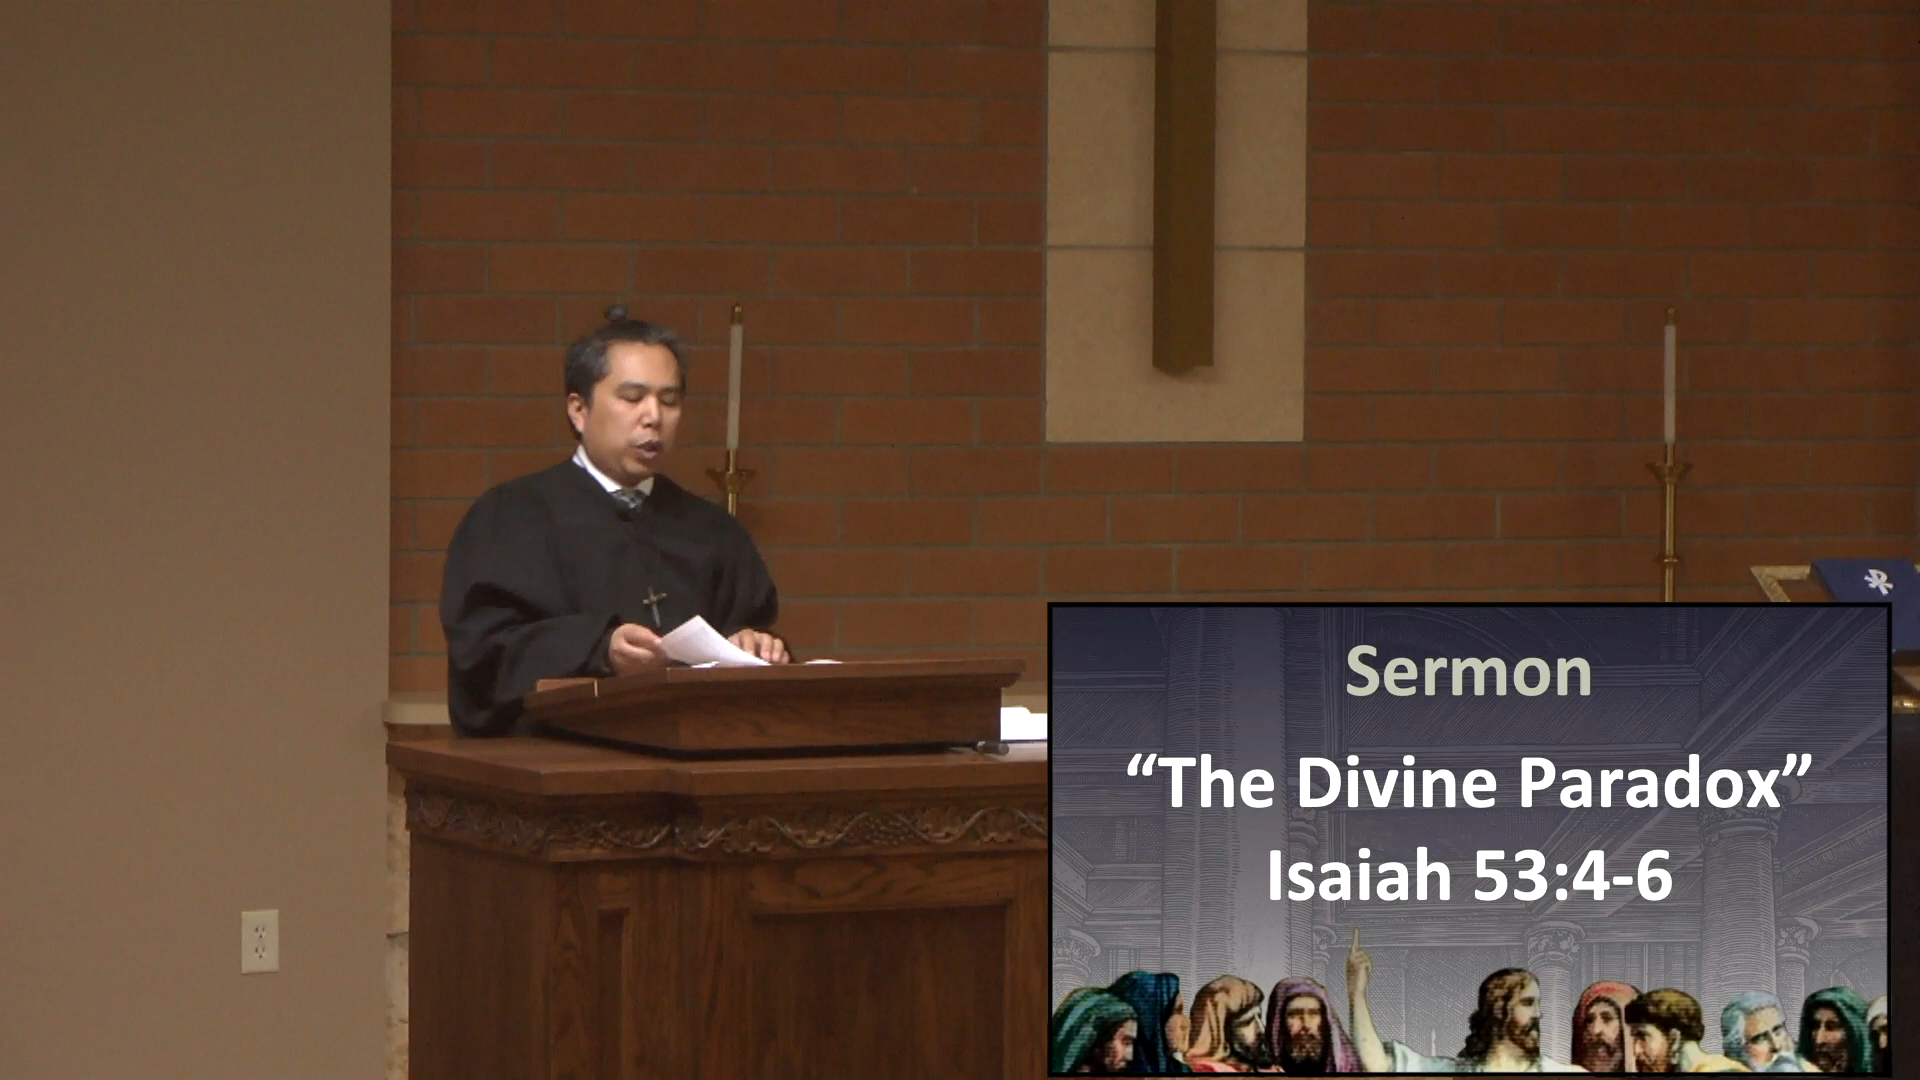 Sermon
“The Divine Paradox”
Isaiah 53:4-6